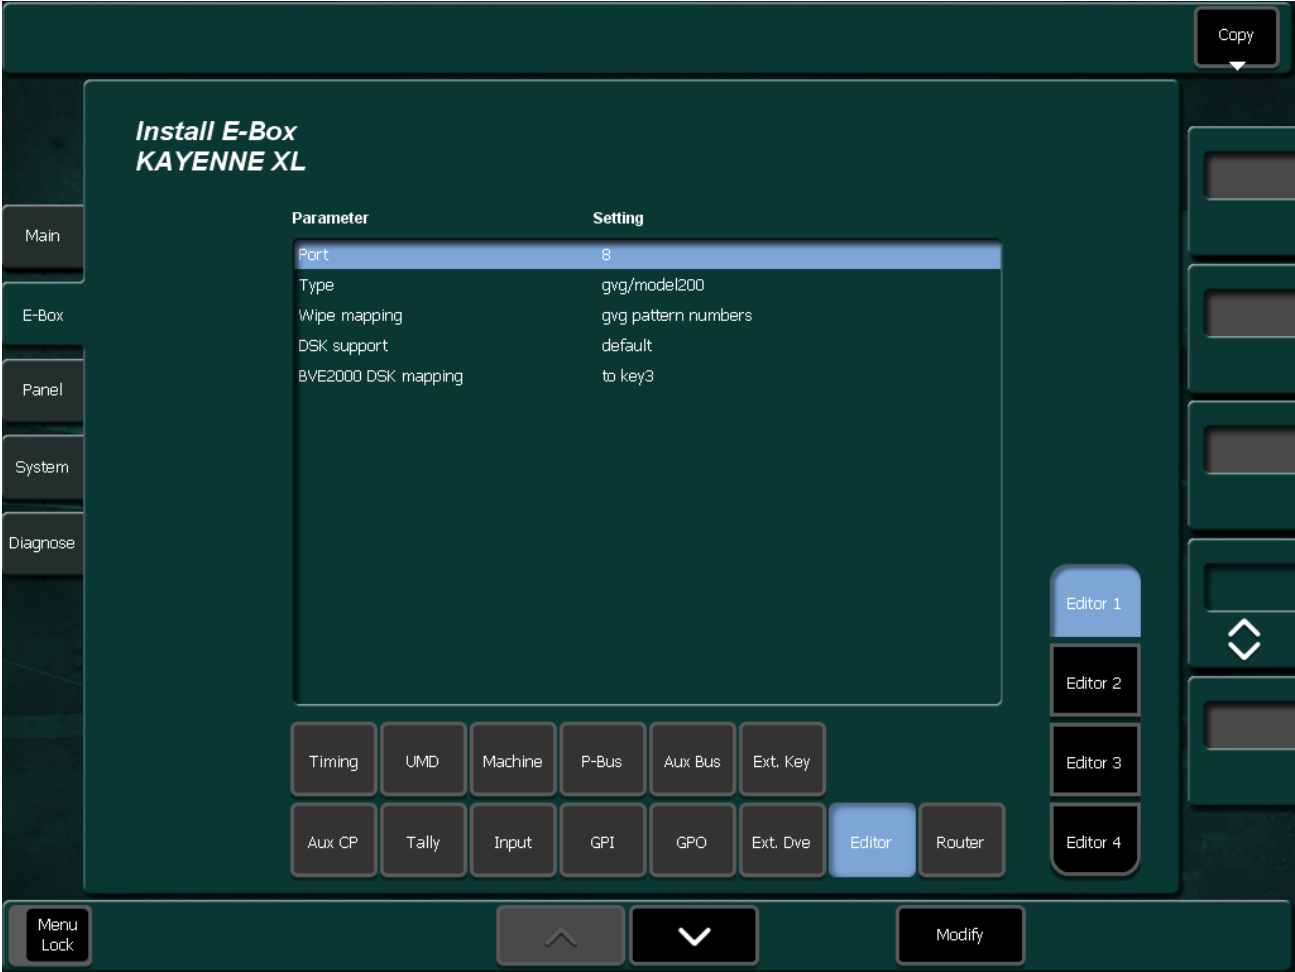 Copy
Install E-Box
KAYENNE XL
Parameter Setting
Port 8
Type gvg/model200
Wipe mapping gvg pattern numbers
DSK support default
BVE2000 DSK mapping to key3
Main
E-Box
Panel
System
Diagnose
Editor 1
Editor 2
Editor 3
Editor 4
Timing UMD Machine P-Bus Aux Bus Ext. Key
Aux CP Tally Input GPI GPO Ext. Dve Editor Router
Menu
Lock
Modify